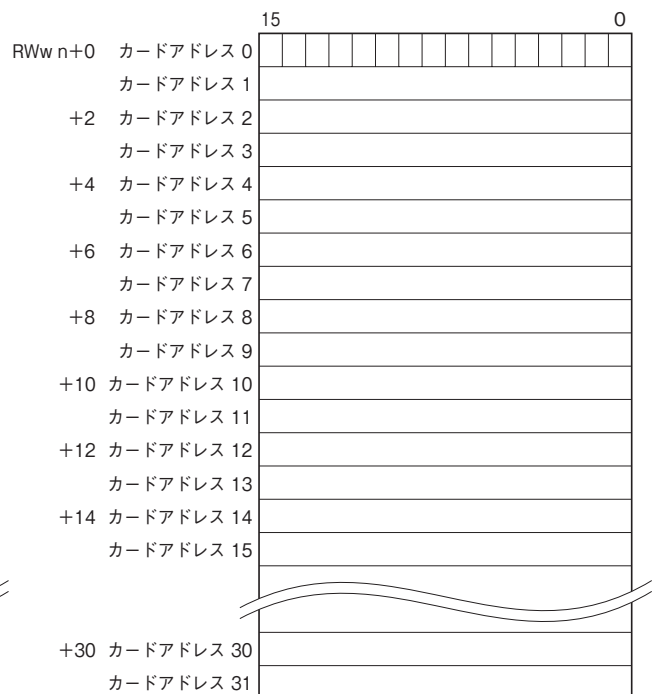 15 0
RWw n+0 カードアドレス 0
カードアドレス 1
+2 カードアドレス 2
カードアドレス 3
+4 カードアドレス 4
カードアドレス 5
+6 カードアドレス 6
カードアドレス 7
+8 カードアドレス 8
カードアドレス 9
+10 カードアドレス 10
カードアドレス 11
+12 カードアドレス 12
カードアドレス 13
+14 カードアドレス 14
カードアドレス 15
+30 カードアドレス 30
カードアドレス 31